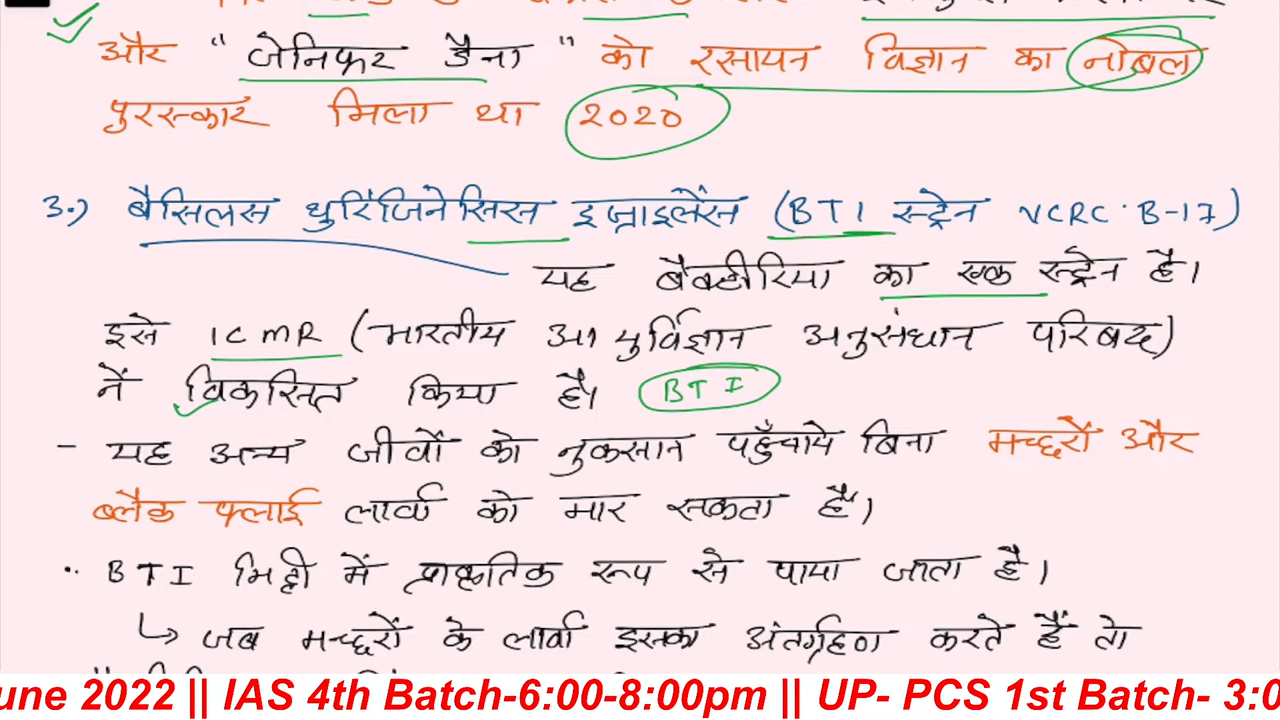 और "जेनिफर डैना" को रसायन विज्ञान का नोबल
पुरस्कार मिला था 2020
3.) बैसिलस थुरिंजिनेसिस इज्राइलेंस (BTI स्ट्रेन VCRC B-17)
यह बैक्टीरिया का एक स्ट्रेन है।
इसे ICMR (भारतीय आयुर्विज्ञान अनुसंधान परिषद)
नें विकसित किया है। BTI
- यह अन्य जीवों को नुकसान पहुँचाये बिना मच्छरों और
ब्लैक फ्लाई लार्वा को मार सकता है।
BTI मिट्टी में प्राकृतिक रूप से पाया जाता है।
↳ जब मच्छरों के लार्वा इसका अंतर्ग्रहण करते हैं तो
une 2022 || IAS 4th Batch-6:00-8:00pm || UP- PCS 1st Batch- 3:0